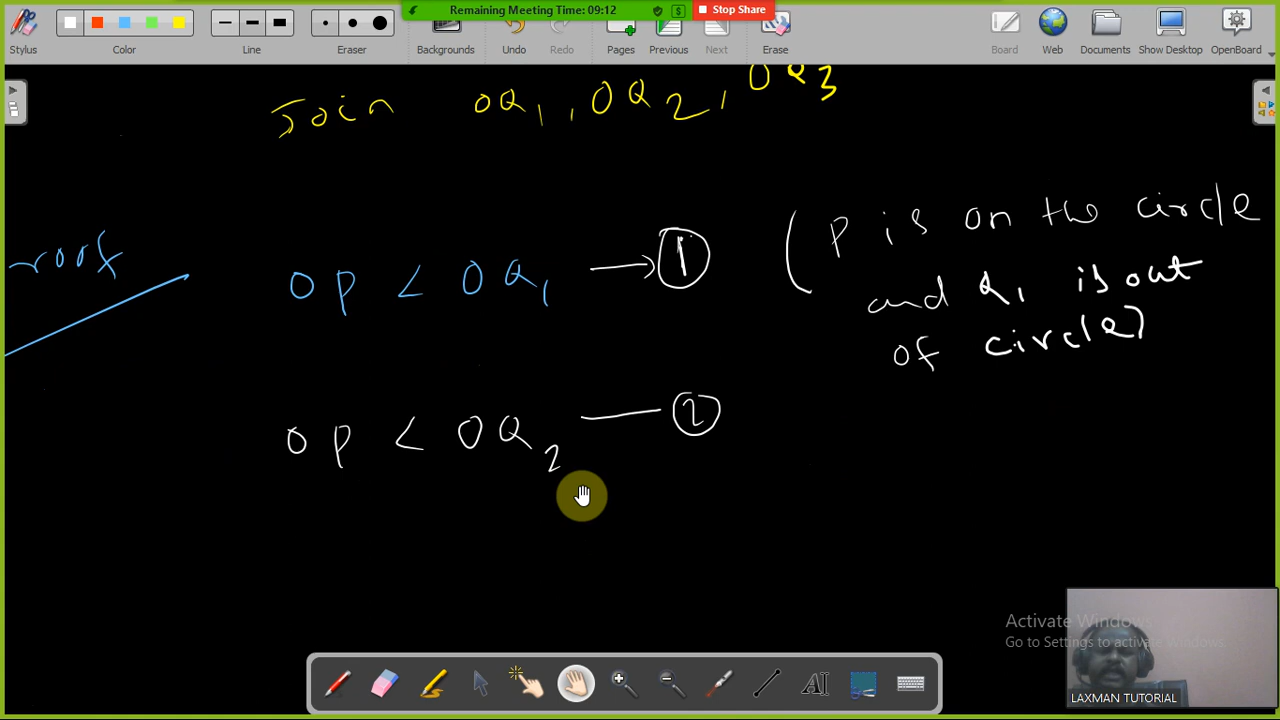 Remaining Meeting Time: 09:12
$
Stop Share
Stylus
Color
Line
Eraser
Backgrounds
Undo
Redo
Pages
Previous
Next
Erase
Board
Web
Documents
Show Desktop
OpenBoard
Join OQ1, OQ2, OQ3
roof
OP < OQ1 → 1
(P is on the circle
and Q1 is out
of circle)
OP < OQ2 — 2
Activate Windows
Go to Settings to activate Windows.
LAXMAN TUTORIAL
AI